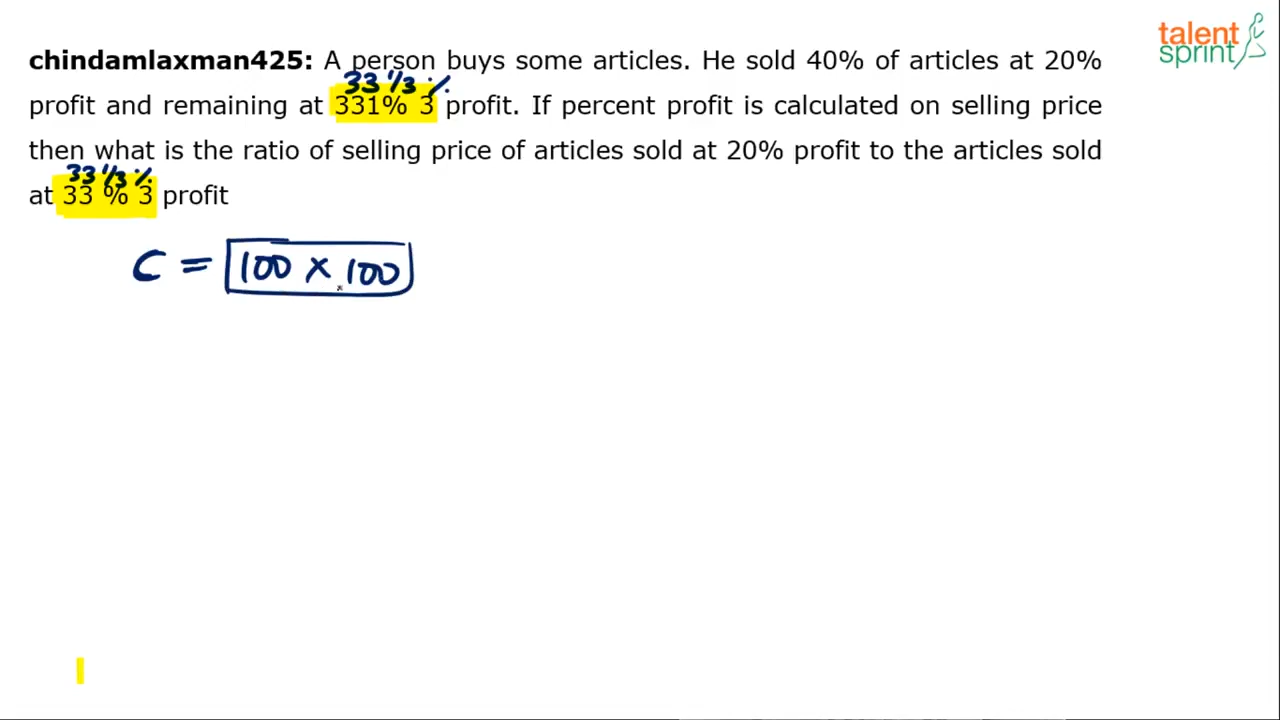 talent
sprint
chindamlaxman425: A person buys some articles. He sold 40% of articles at 20%
33 1/3 %
profit and remaining at 331% 3 profit. If percent profit is calculated on selling price
then what is the ratio of selling price of articles sold at 20% profit to the articles sold
33 1/3 %
at 33 % 3 profit
C = 100 × 100